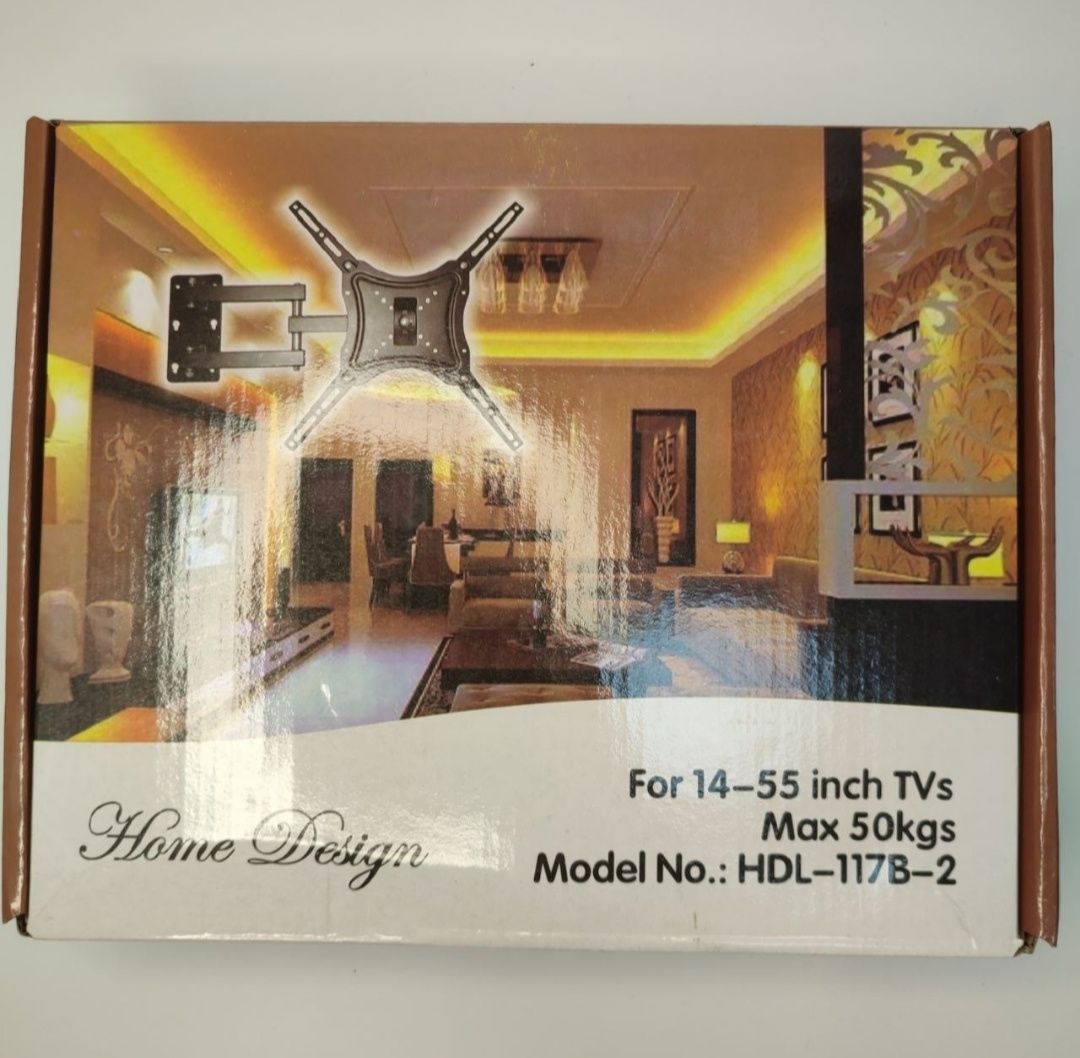 For 14-55 inch TVs
Max 50kgs
Home Design
Model No.: HDL-117B-2